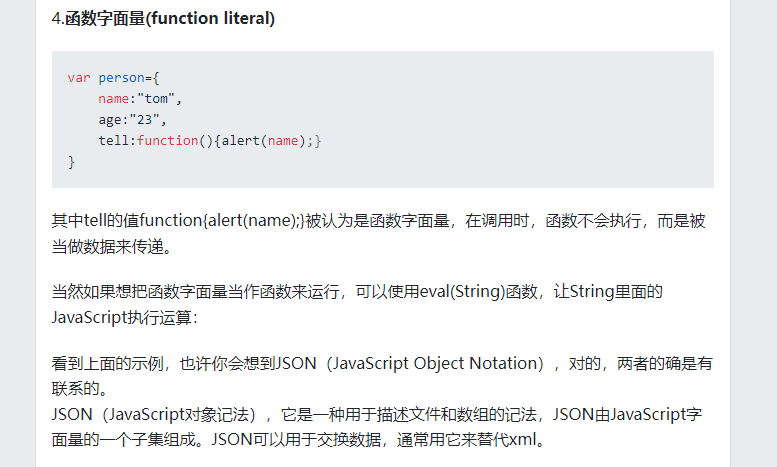 4.函数字面量(function literal)
var person={
    name:"tom",
    age:"23",
    tell:function(){alert(name);}
}
其中tell的值function{alert(name);}被认为是函数字面量，在调用时，函数不会执行，而是被
当做数据来传递。
当然如果想把函数字面量当作函数来运行，可以使用eval(String)函数，让String里面的
JavaScript执行运算：
看到上面的示例，也许你会想到JSON（JavaScript Object Notation），对的，两者的确是有
联系的。
JSON（JavaScript对象记法），它是一种用于描述文件和数组的记法，JSON由JavaScript字
面量的一个子集组成。JSON可以用于交换数据，通常用它来替代xml。